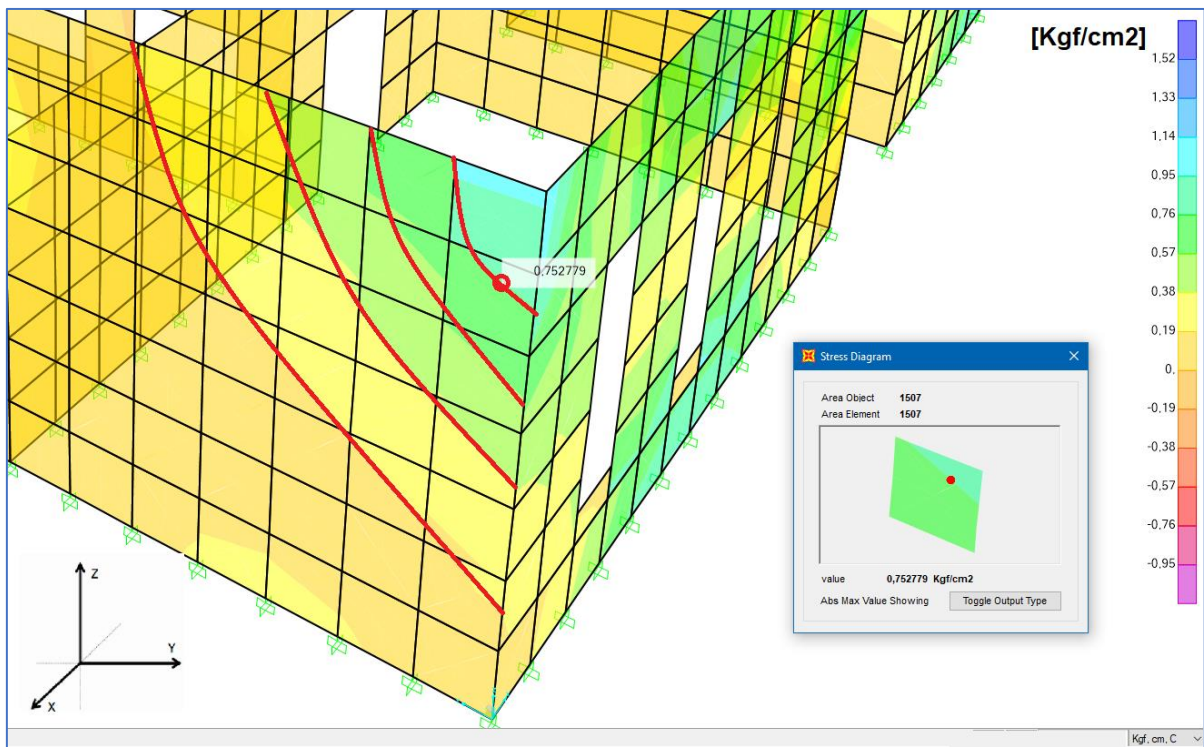 [Kgf/cm2]
1.52
1.33
1.14
0.95
0.76
0.57
0.38
0.19
0.
-0.19
-0.38
-0.57
-0.76
-0.95
0.752779
Stress Diagram
Area Object 1507
Area Element 1507
value 0,752779 Kgf/cm2
Abs Max Value Showing Toggle Output Type
Z
Y
X
Kgf, cm, C